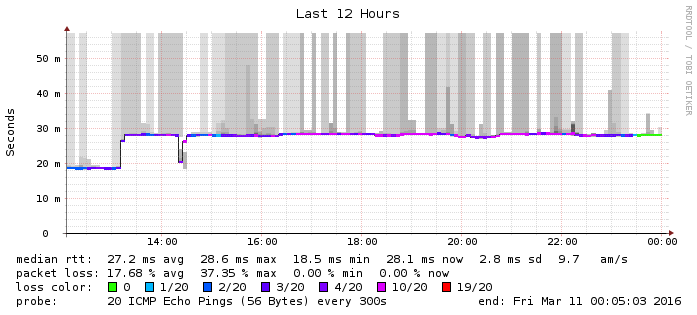 Last 12 Hours
RRDTOOL / TOBI OETIKER
Seconds
50 m
40 m
30 m
20 m
10 m
0
14:00 16:00 18:00 20:00 22:00 00:00
median rtt: 27.2 ms avg 28.6 ms max 18.5 ms min 28.1 ms now 2.8 ms sd 9.7 am/s
packet loss: 17.68 % avg 37.35 % max 0.00 % min 0.00 % now
loss color: 0 1/20 2/20 3/20 4/20 10/20 19/20
probe: 20 ICMP Echo Pings (56 Bytes) every 300s end: Fri Mar 11 00:05:03 2016